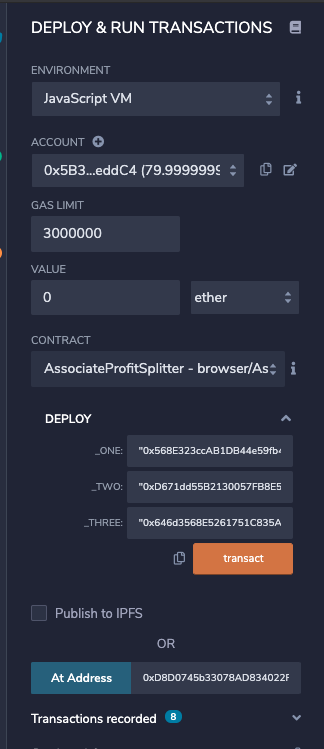 DEPLOY & RUN TRANSACTIONS
ENVIRONMENT
JavaScript VM
ACCOUNT
0x5B3...eddC4 (79.9999999
GAS LIMIT
3000000
VALUE
0 ether
CONTRACT
AssociateProfitSplitter - browser/As
DEPLOY
_ONE: "0x568E323ccAB1DB44e59fb4
_TWO: "0xD671dd55B2130057FB8E5
_THREE: "0x646d3568E5261751C835A
transact
Publish to IPFS
OR
At Address 0xD8D0745b33078AD834022F
Transactions recorded 8